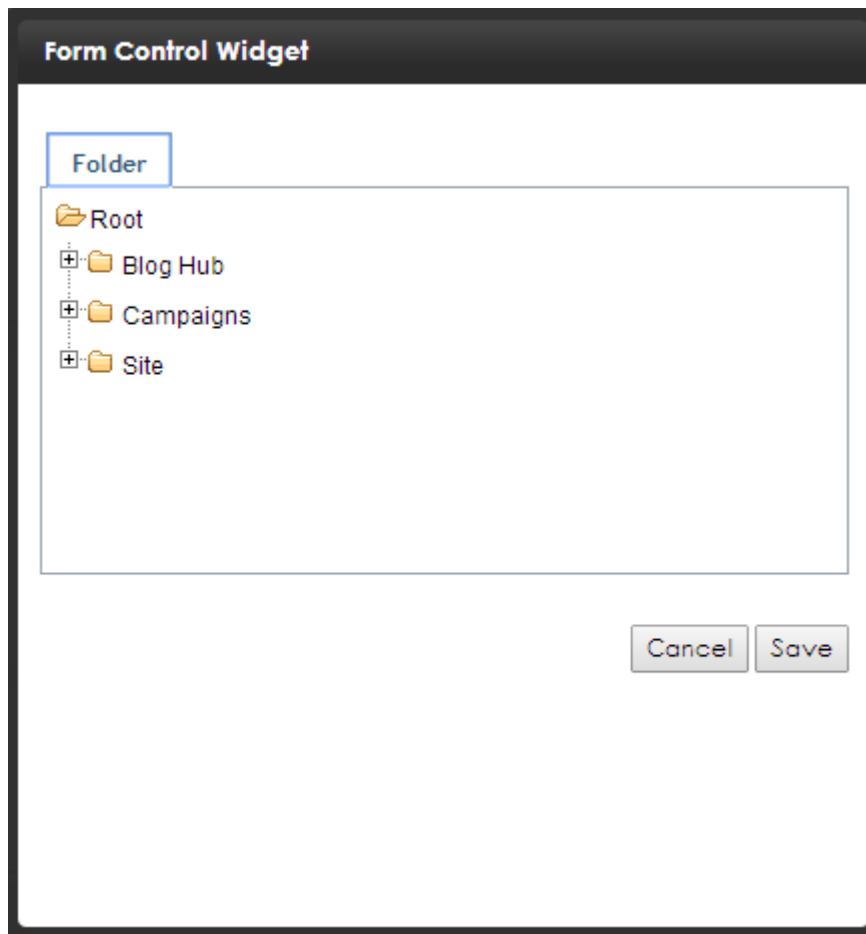 Form Control Widget
Folder
Root
Blog Hub
Campaigns
Site
Cancel Save